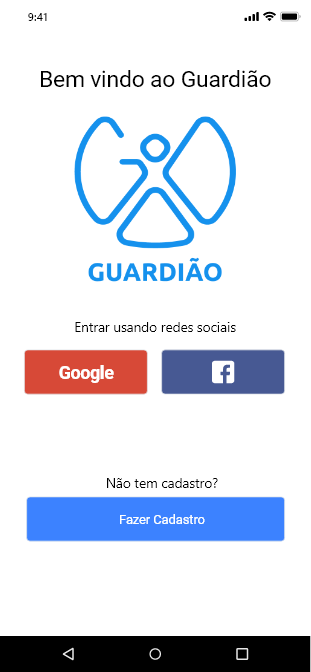 9:41
Bem vindo ao Guardião
GUARDIÃO
Entrar usando redes sociais
Google
Não tem cadastro?
Fazer Cadastro